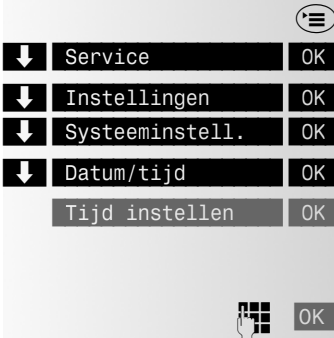 Service OK
Instellingen OK
Systeeminstell. OK
Datum/tijd OK
Tijd instellen OK
OK